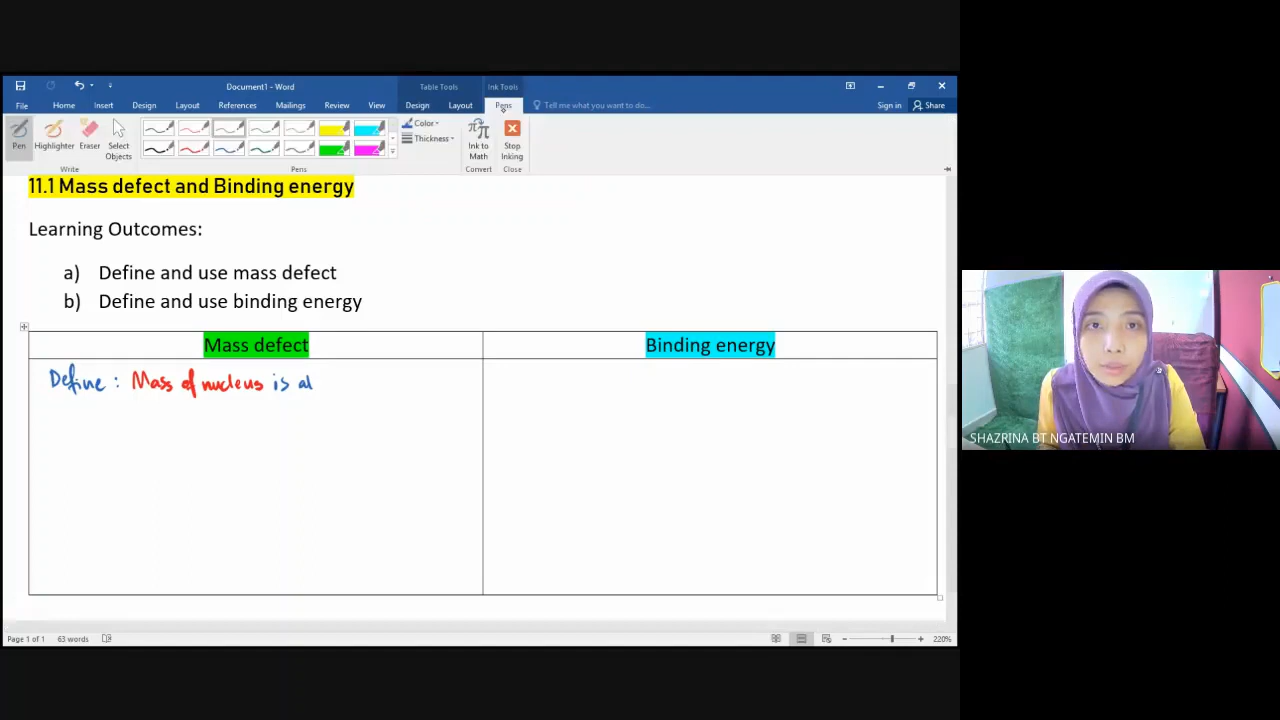 Document1 - Word
Table Tools
Ink Tools
File
Home
Insert
Design
Layout
References
Mailings
Review
View
Design
Layout
Pens
Tell me what you want to do...
Sign in
Share
Pen
Highlighter
Eraser
Select Objects
Color
Thickness
Ink to Math
Stop Inking
Write
Pens
Convert
Close
11.1 Mass defect and Binding energy
Learning Outcomes:
a) Define and use mass defect
b) Define and use binding energy
Mass defect
Binding energy
Define : Mass of nucleus is al
SHAZRINA BT NGATEMIN BM
Page 1 of 1
63 words
220%